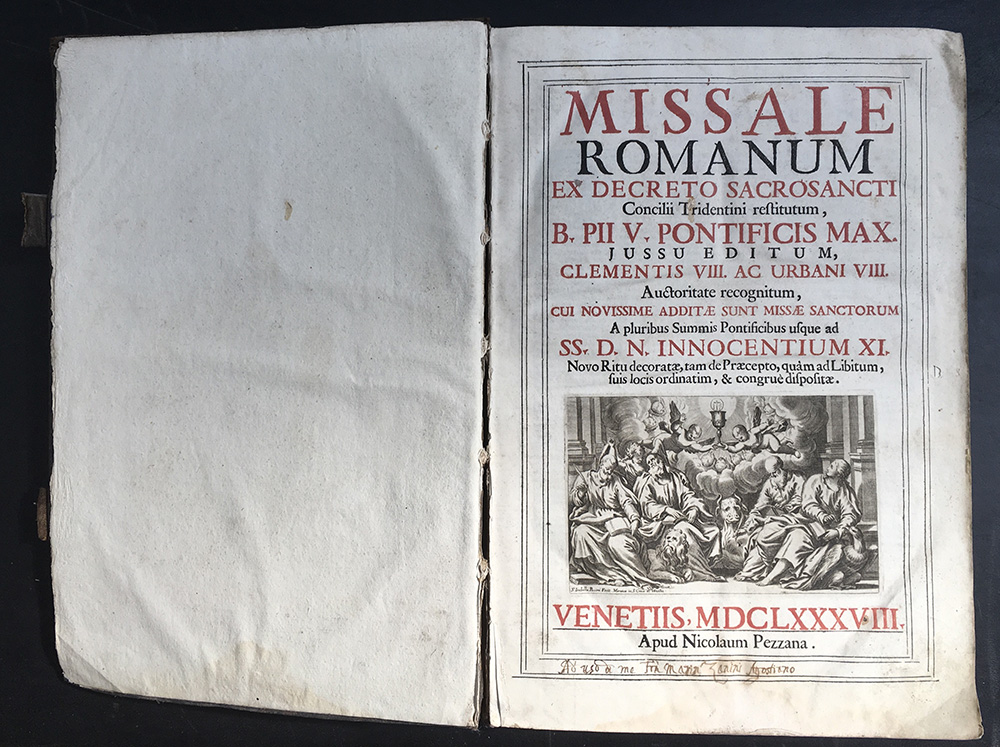 MISSALE
ROMANUM
EX DECRETO SACROSANCTI
Concilii Tridentini reſtitutum,
B. PII V. PONTIFICIS MAX.
JUSSU EDITUM,
CLEMENTIS VIII. AC URBANI VIII.
Auctoritate recognitum,
CUI NOVISSIME ADDITÆ SUNT MISSÆ SANCTORUM
A pluribus Summis Pontificibus uſque ad
SS. D. N. INNOCENTIUM XI.
Novo Ritu decoratæ, tam de Præcepto, quàm ad Libitum,
ſuis locis ordinatim, & congruè diſpoſitæ.
VENETIIS, MDCLXXXVIII.
Apud Nicolaum Pezzana.
Ad uso di me Frà Zanini Agostiniano